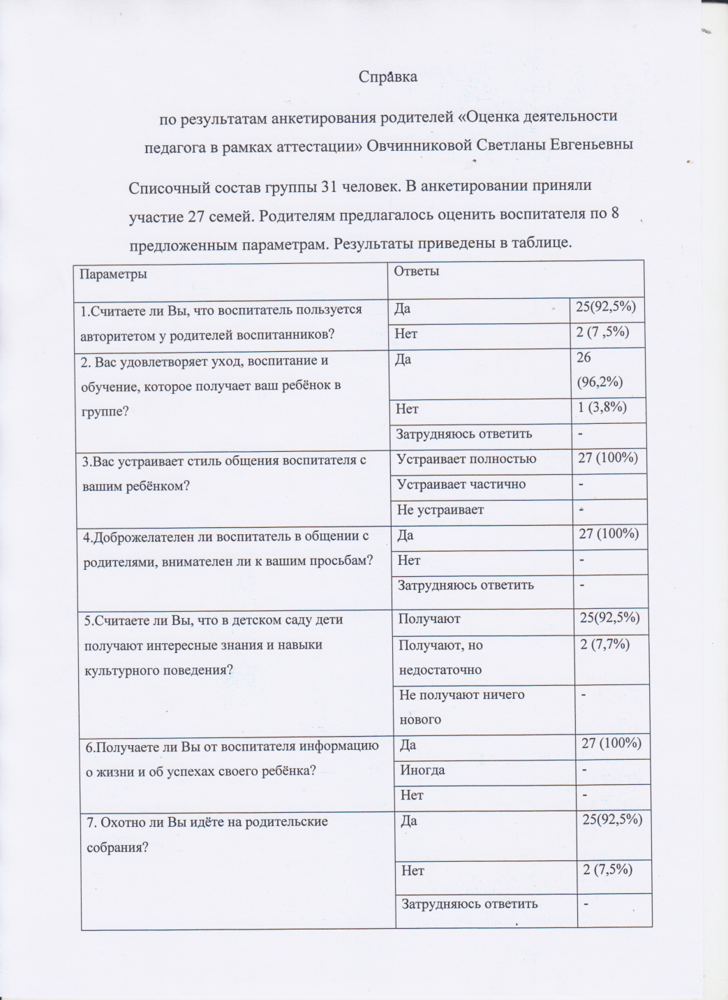 Справка
по результатам анкетирования родителей «Оценка деятельности
педагога в рамках аттестации» Овчинниковой Светланы Евгеньевны
Списочный состав группы 31 человек. В анкетировании приняли
участие 27 семей. Родителям предлагалось оценить воспитателя по 8
предложенным параметрам. Результаты приведены в таблице.
Параметры
Ответы
1.Считаете ли Вы, что воспитатель пользуется
авторитетом у родителей воспитанников?
Да
25(92,5%)
Нет
2 (7 ,5%)
2. Вас удовлетворяет уход, воспитание и
обучение, которое получает ваш ребёнок в
группе?
Да
26
(96,2%)
Нет
1 (3,8%)
Затрудняюсь ответить
-
3.Вас устраивает стиль общения воспитателя с
вашим ребёнком?
Устраивает полностью
27 (100%)
Устраивает частично
-
Не устраивает
-
4.Доброжелателен ли воспитатель в общении с
родителями, внимателен ли к вашим просьбам?
Да
27 (100%)
Нет
-
Затрудняюсь ответить
-
5.Считаете ли Вы, что в детском саду дети
получают интересные знания и навыки
культурного поведения?
Получают
25(92,5%)
Получают, но
недостаточно
2 (7,7%)
Не получают ничего
нового
-
6.Получаете ли Вы от воспитателя информацию
о жизни и об успехах своего ребёнка?
Да
27 (100%)
Иногда
-
Нет
-
7. Охотно ли Вы идёте на родительские
собрания?
Да
25(92,5%)
Нет
2 (7,5%)
Затрудняюсь ответить
-